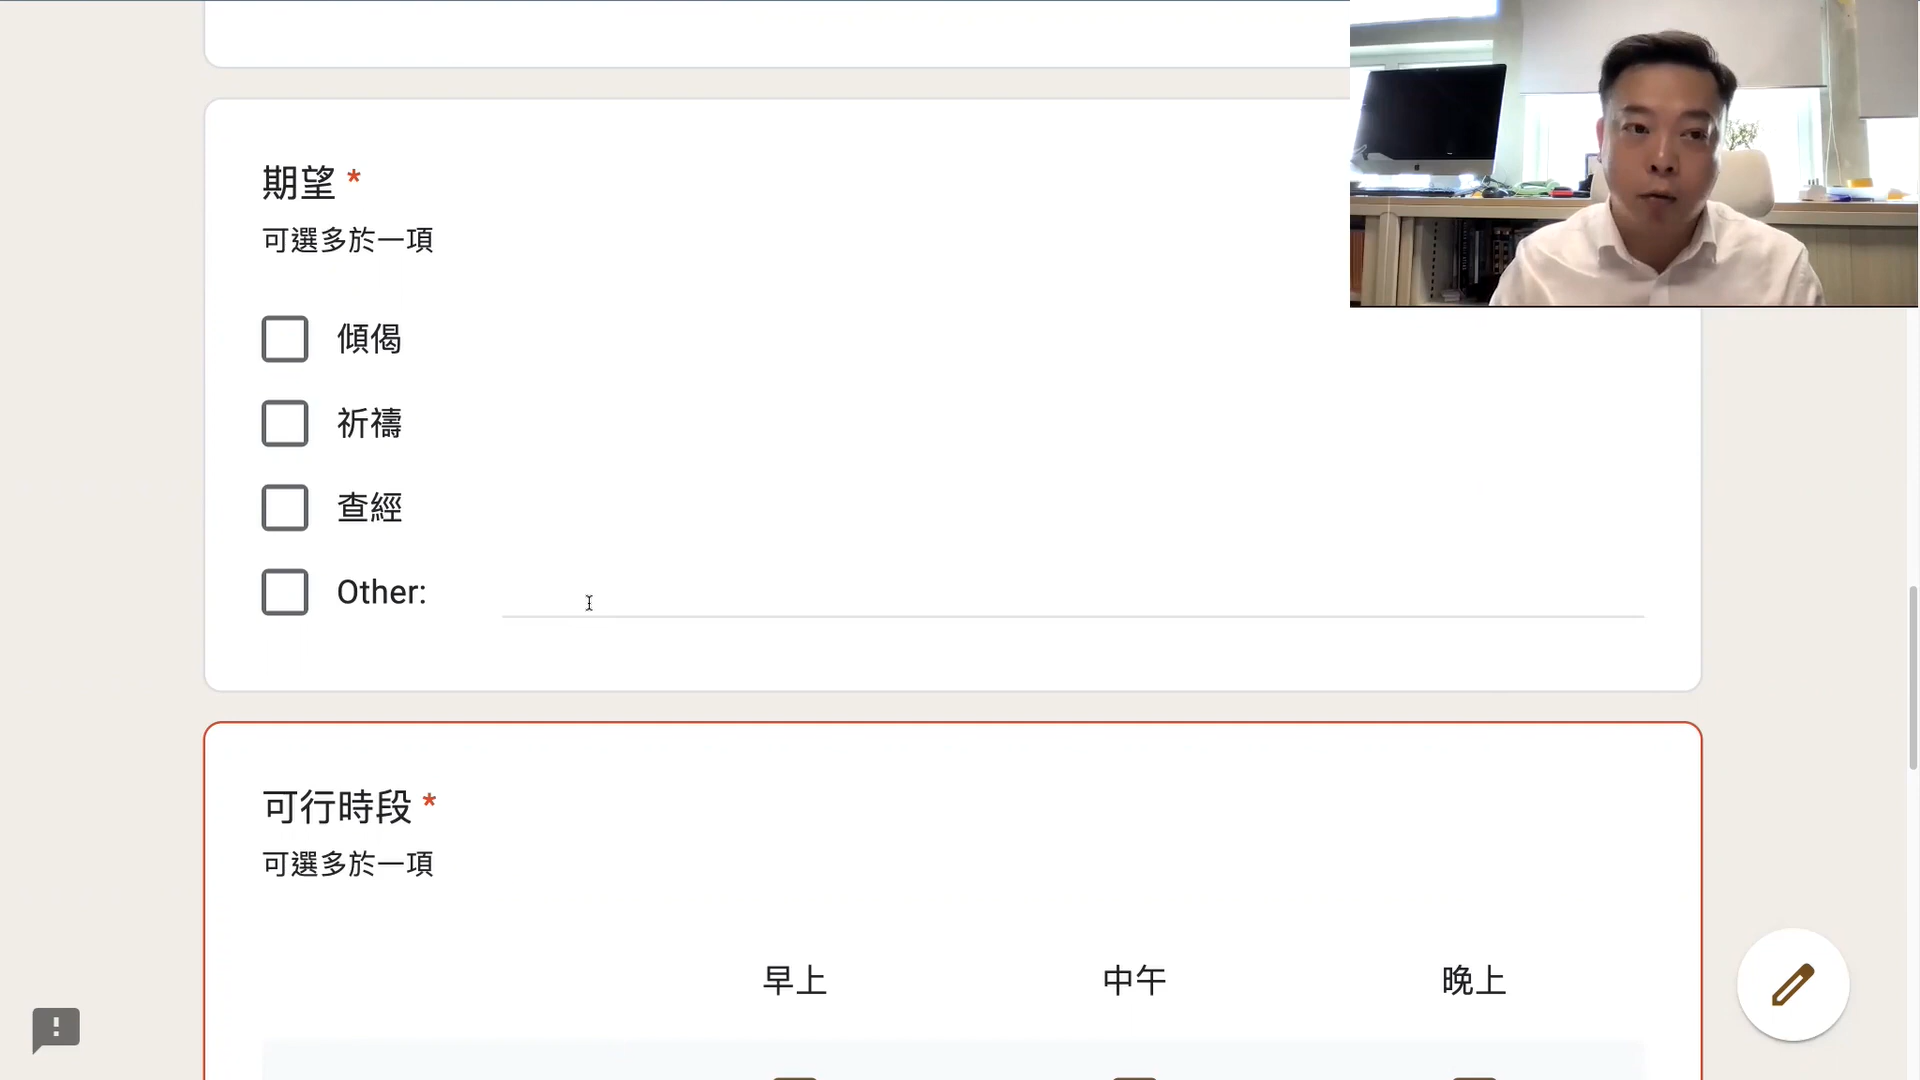 期望 *
可選多於一項
傾偈
祈禱
查經
Other:
可行時段 *
可選多於一項
早上 中午 晚上